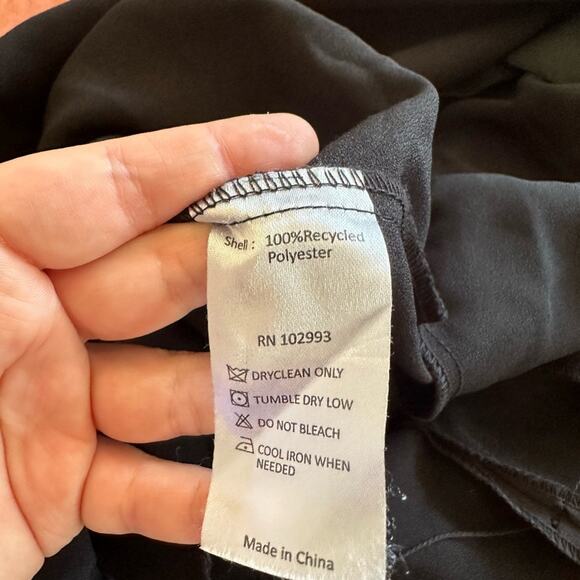 Shell : 100%Recycled
Polyester
RN 102993
DRYCLEAN ONLY
TUMBLE DRY LOW
DO NOT BLEACH
COOL IRON WHEN
NEEDED
Made in China